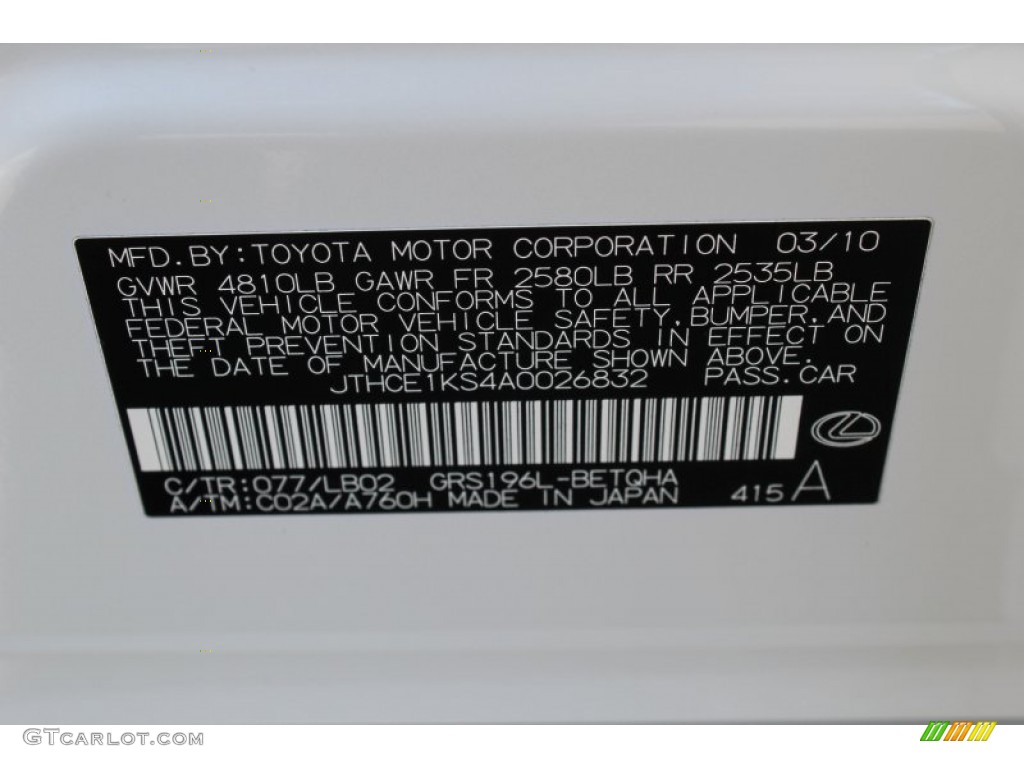 MFD. BY: TOYOTA MOTOR CORPORATION 03/10
GVWR 4810LB GAWR FR 2580LB RR 2535LB
THIS VEHICLE CONFORMS TO ALL APPLICABLE
FEDERAL MOTOR VEHICLE SAFETY, BUMPER, AND
THEFT PREVENTION STANDARDS IN EFFECT ON
THE DATE OF MANUFACTURE SHOWN ABOVE.
JTHCE1KS4A0026832 PASS. CAR
C/TR: 077/LB02 GRS196L-BETQHA
A/TM: C02A/A760H MADE IN JAPAN 415 A
GTCARLOT.COM